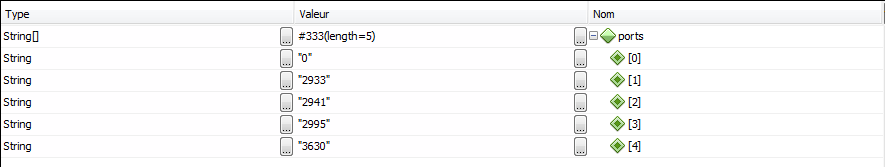 Type Valeur Nom
String[] #333(length=5) ... ... ports
String ... "0" ... [0]
String ... "2933" ... [1]
String ... "2941" ... [2]
String ... "2995" ... [3]
String ... "3630" ... [4]